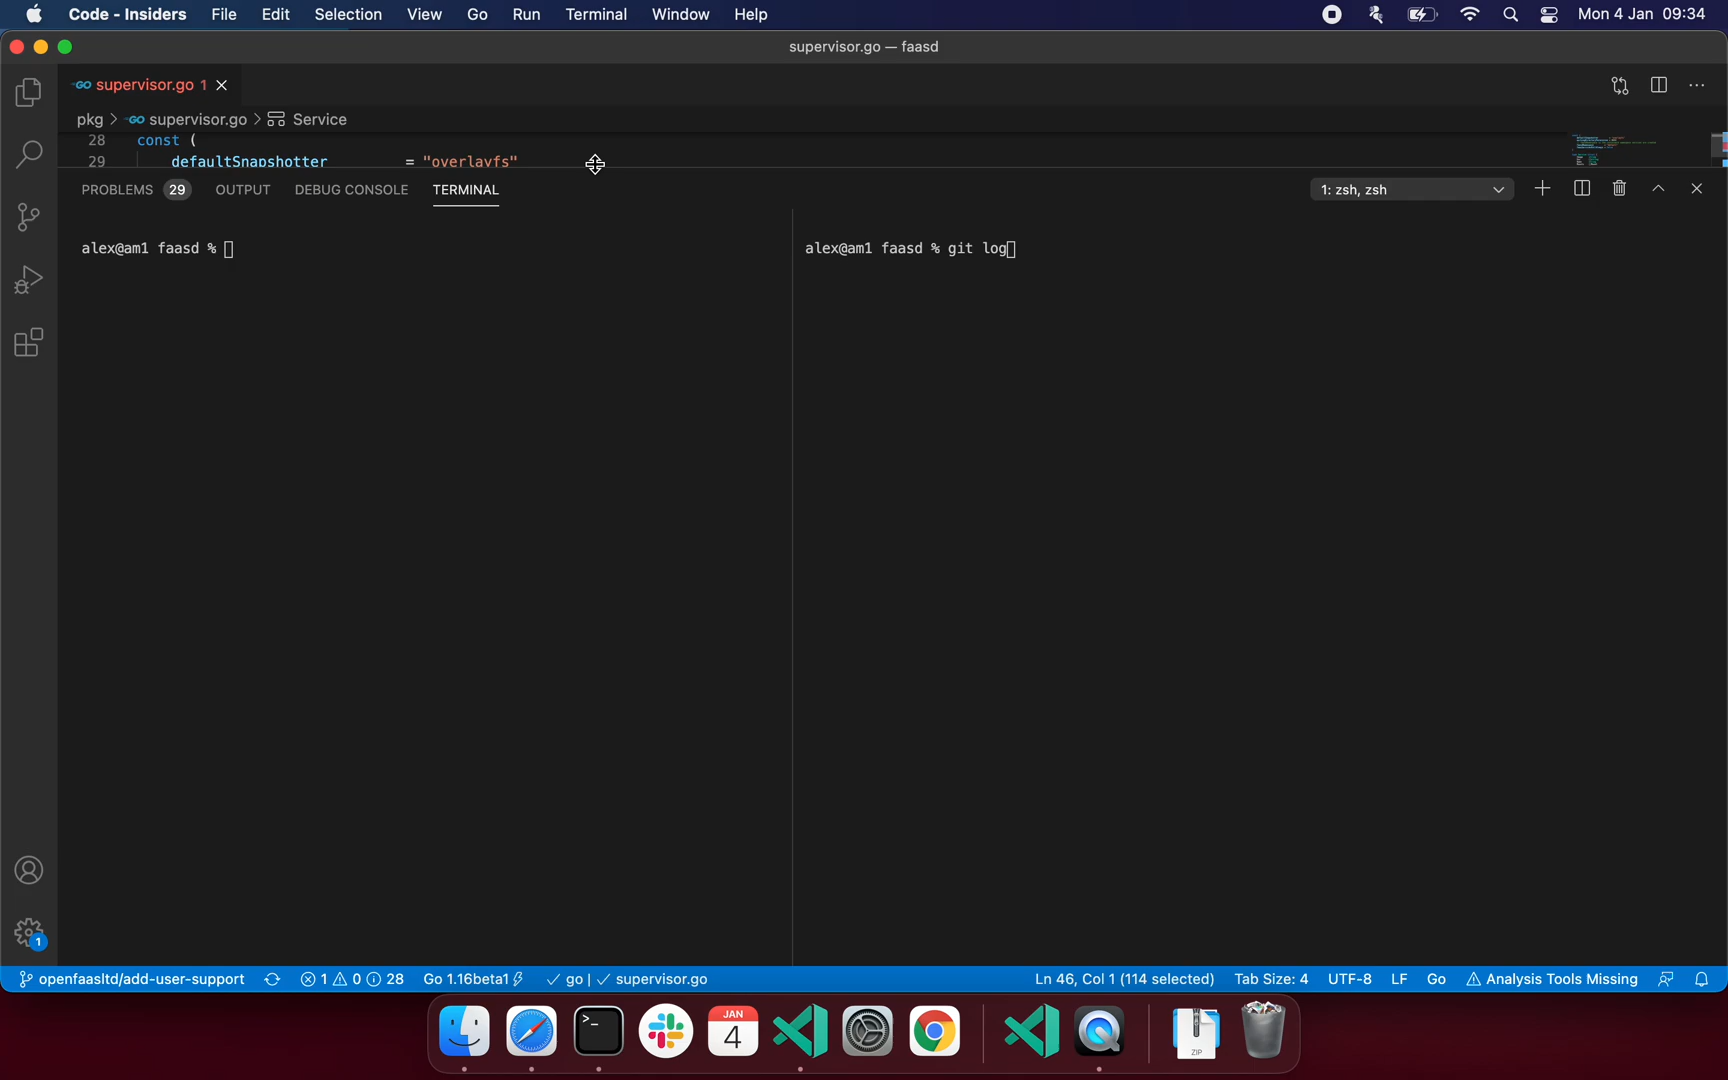 Code - Insiders File Edit Selection View Go Run Terminal Window Help Mon 4 Jan 09:34
supervisor.go — faasd
GO supervisor.go 1
pkg > GO supervisor.go > Service
28 const (
29 defaultSnapshotter = "overlayfs"
PROBLEMS 29 OUTPUT DEBUG CONSOLE TERMINAL 1: zsh, zsh
alex@am1 faasd %
alex@am1 faasd % git log
1
openfaasltd/add-user-support 1 0 28 Go 1.16beta1 go | supervisor.go Ln 46, Col 1 (114 selected) Tab Size: 4 UTF-8 LF Go Analysis Tools Missing
>_
JAN
4
ZIP